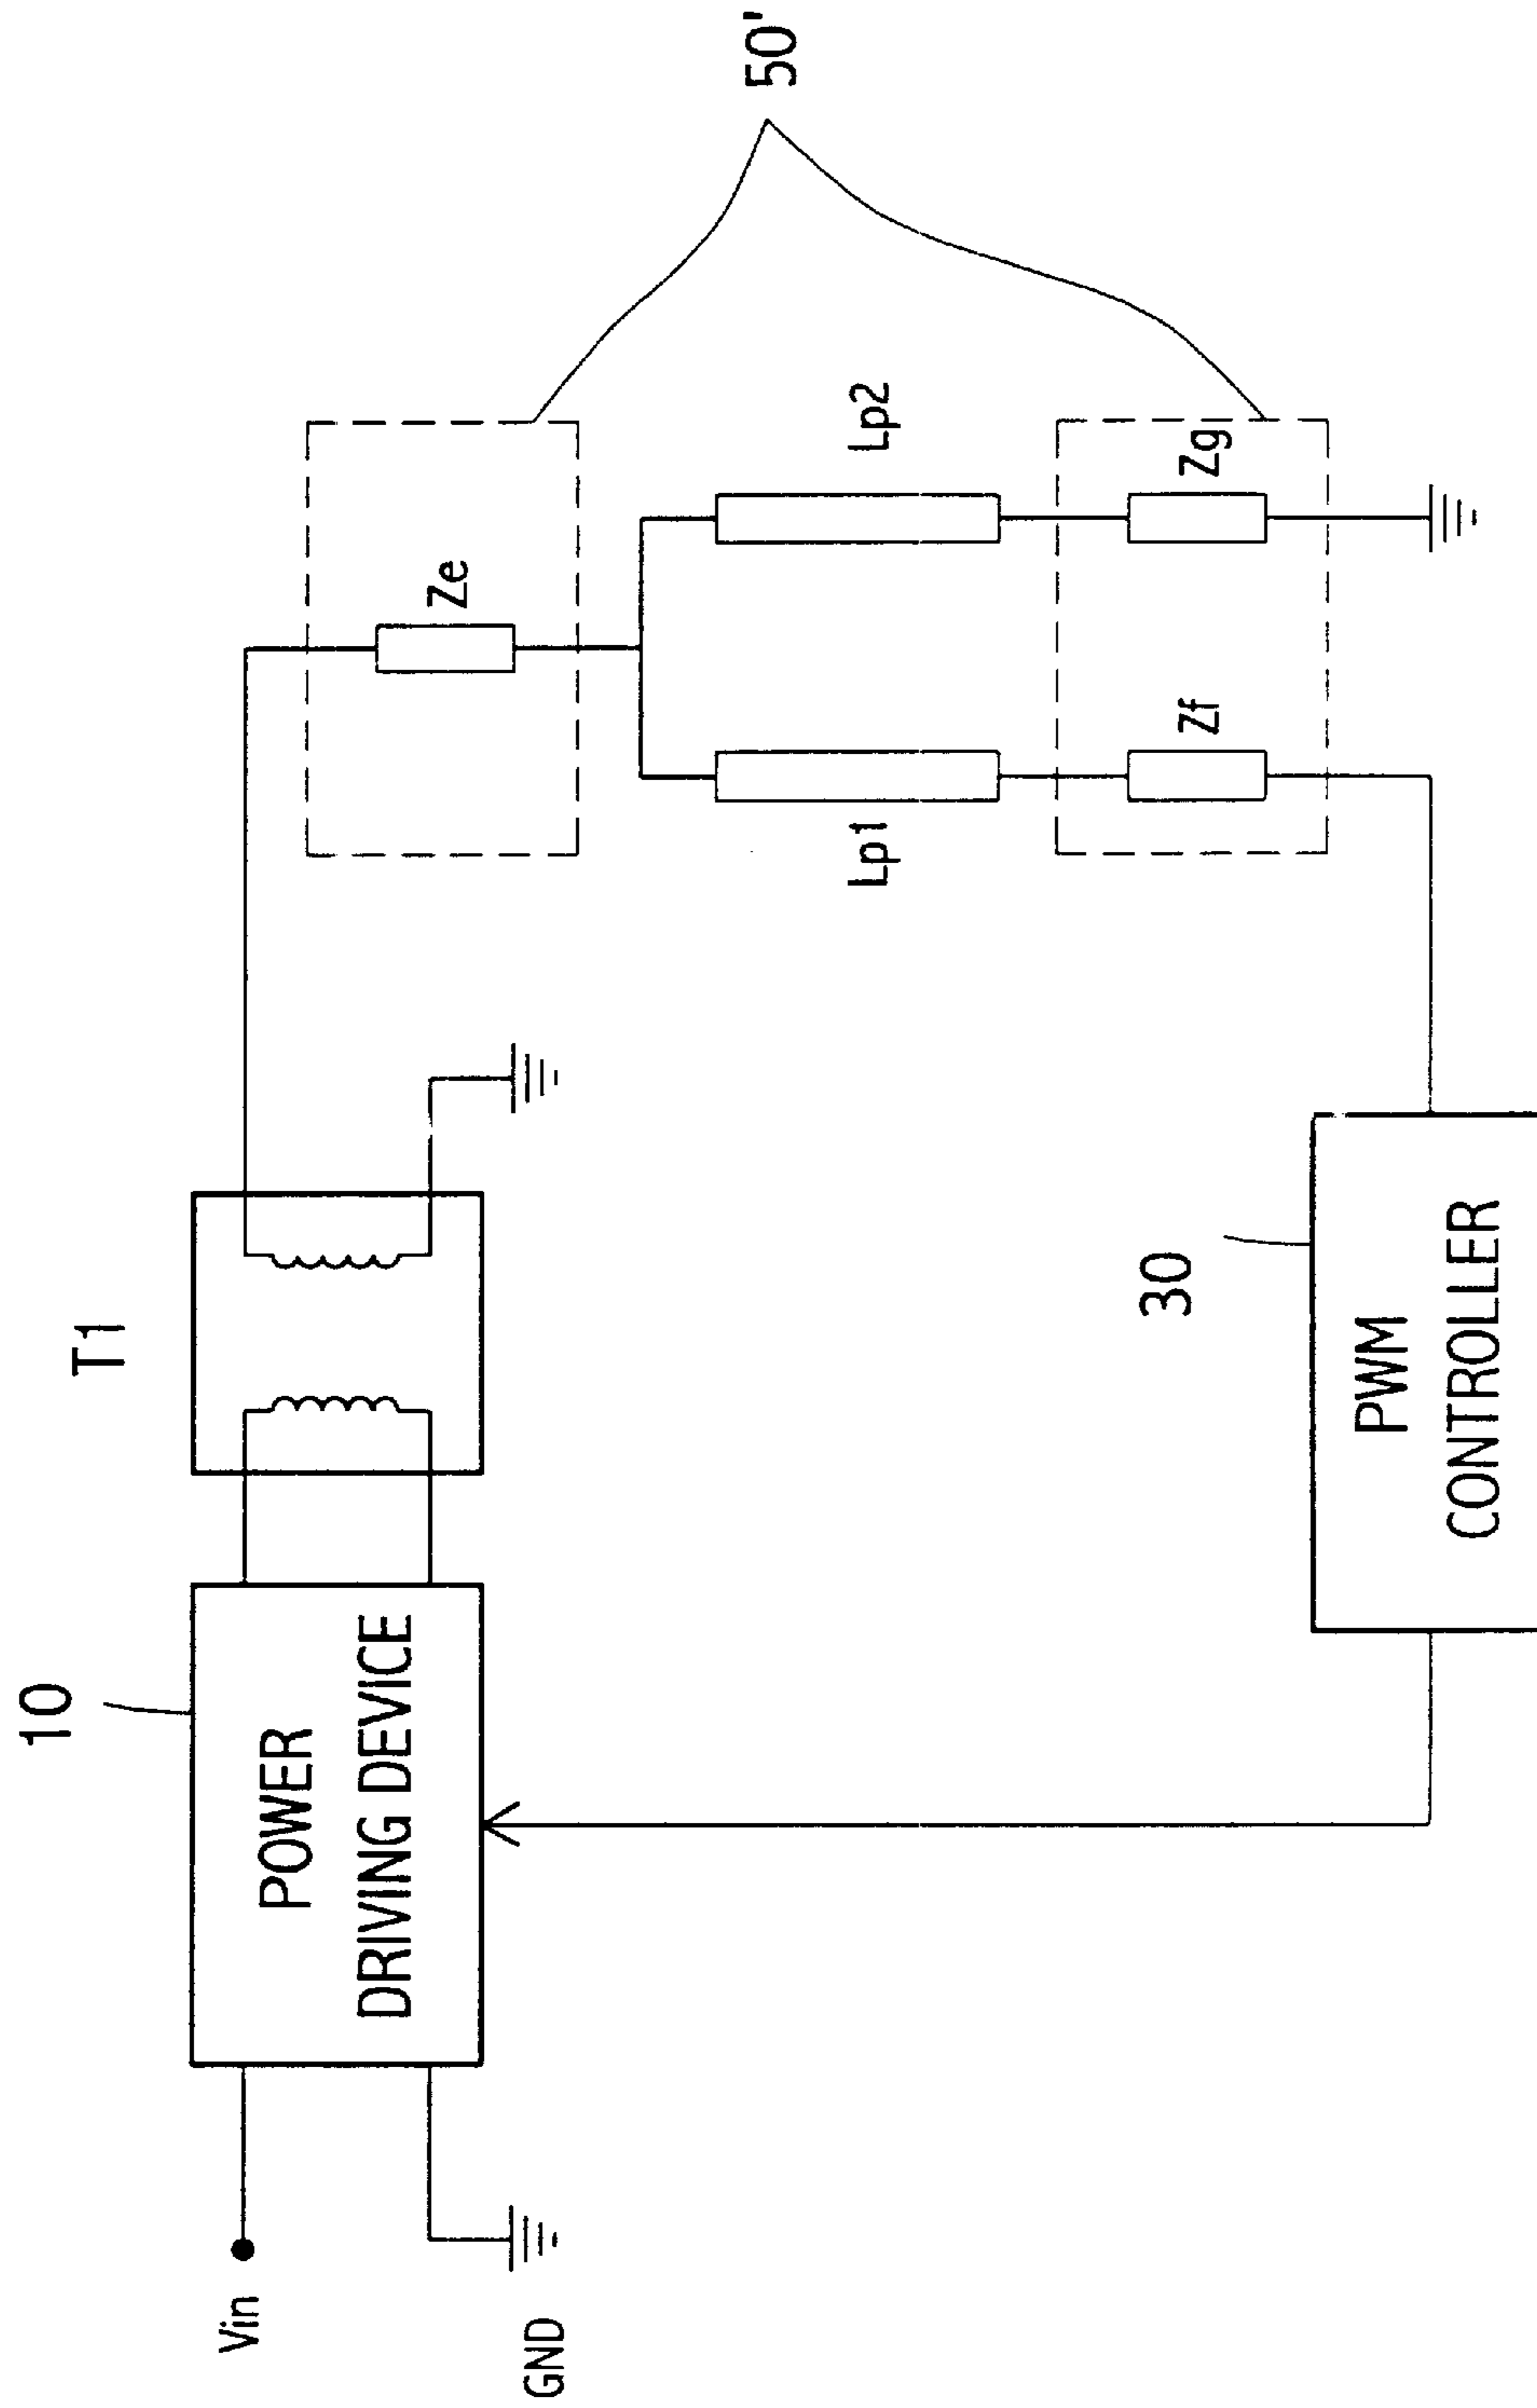 10
T1
50'
POWER
DRIVING DEVICE
Vin
GND
Ze
Lp1
Lp2
Zf
Zg
30
PWM
CONTROLLER